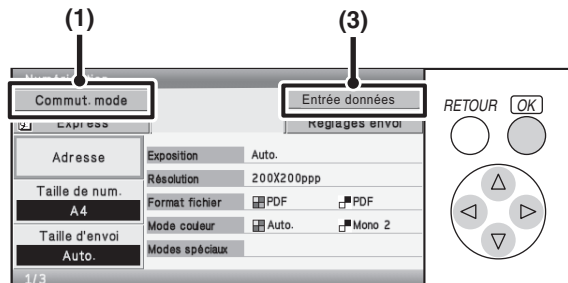 (1)
(3)
Commut. mode
Entrée données
Express
Réglages envoi
Adresse
Exposition
Auto.
Résolution
200X200ppp
Taille de num.
A4
Format fichier
PDF
PDF
Mode couleur
Auto.
Mono 2
Taille d'envoi
Auto.
Modes spéciaux
1/3
RETOUR
OK